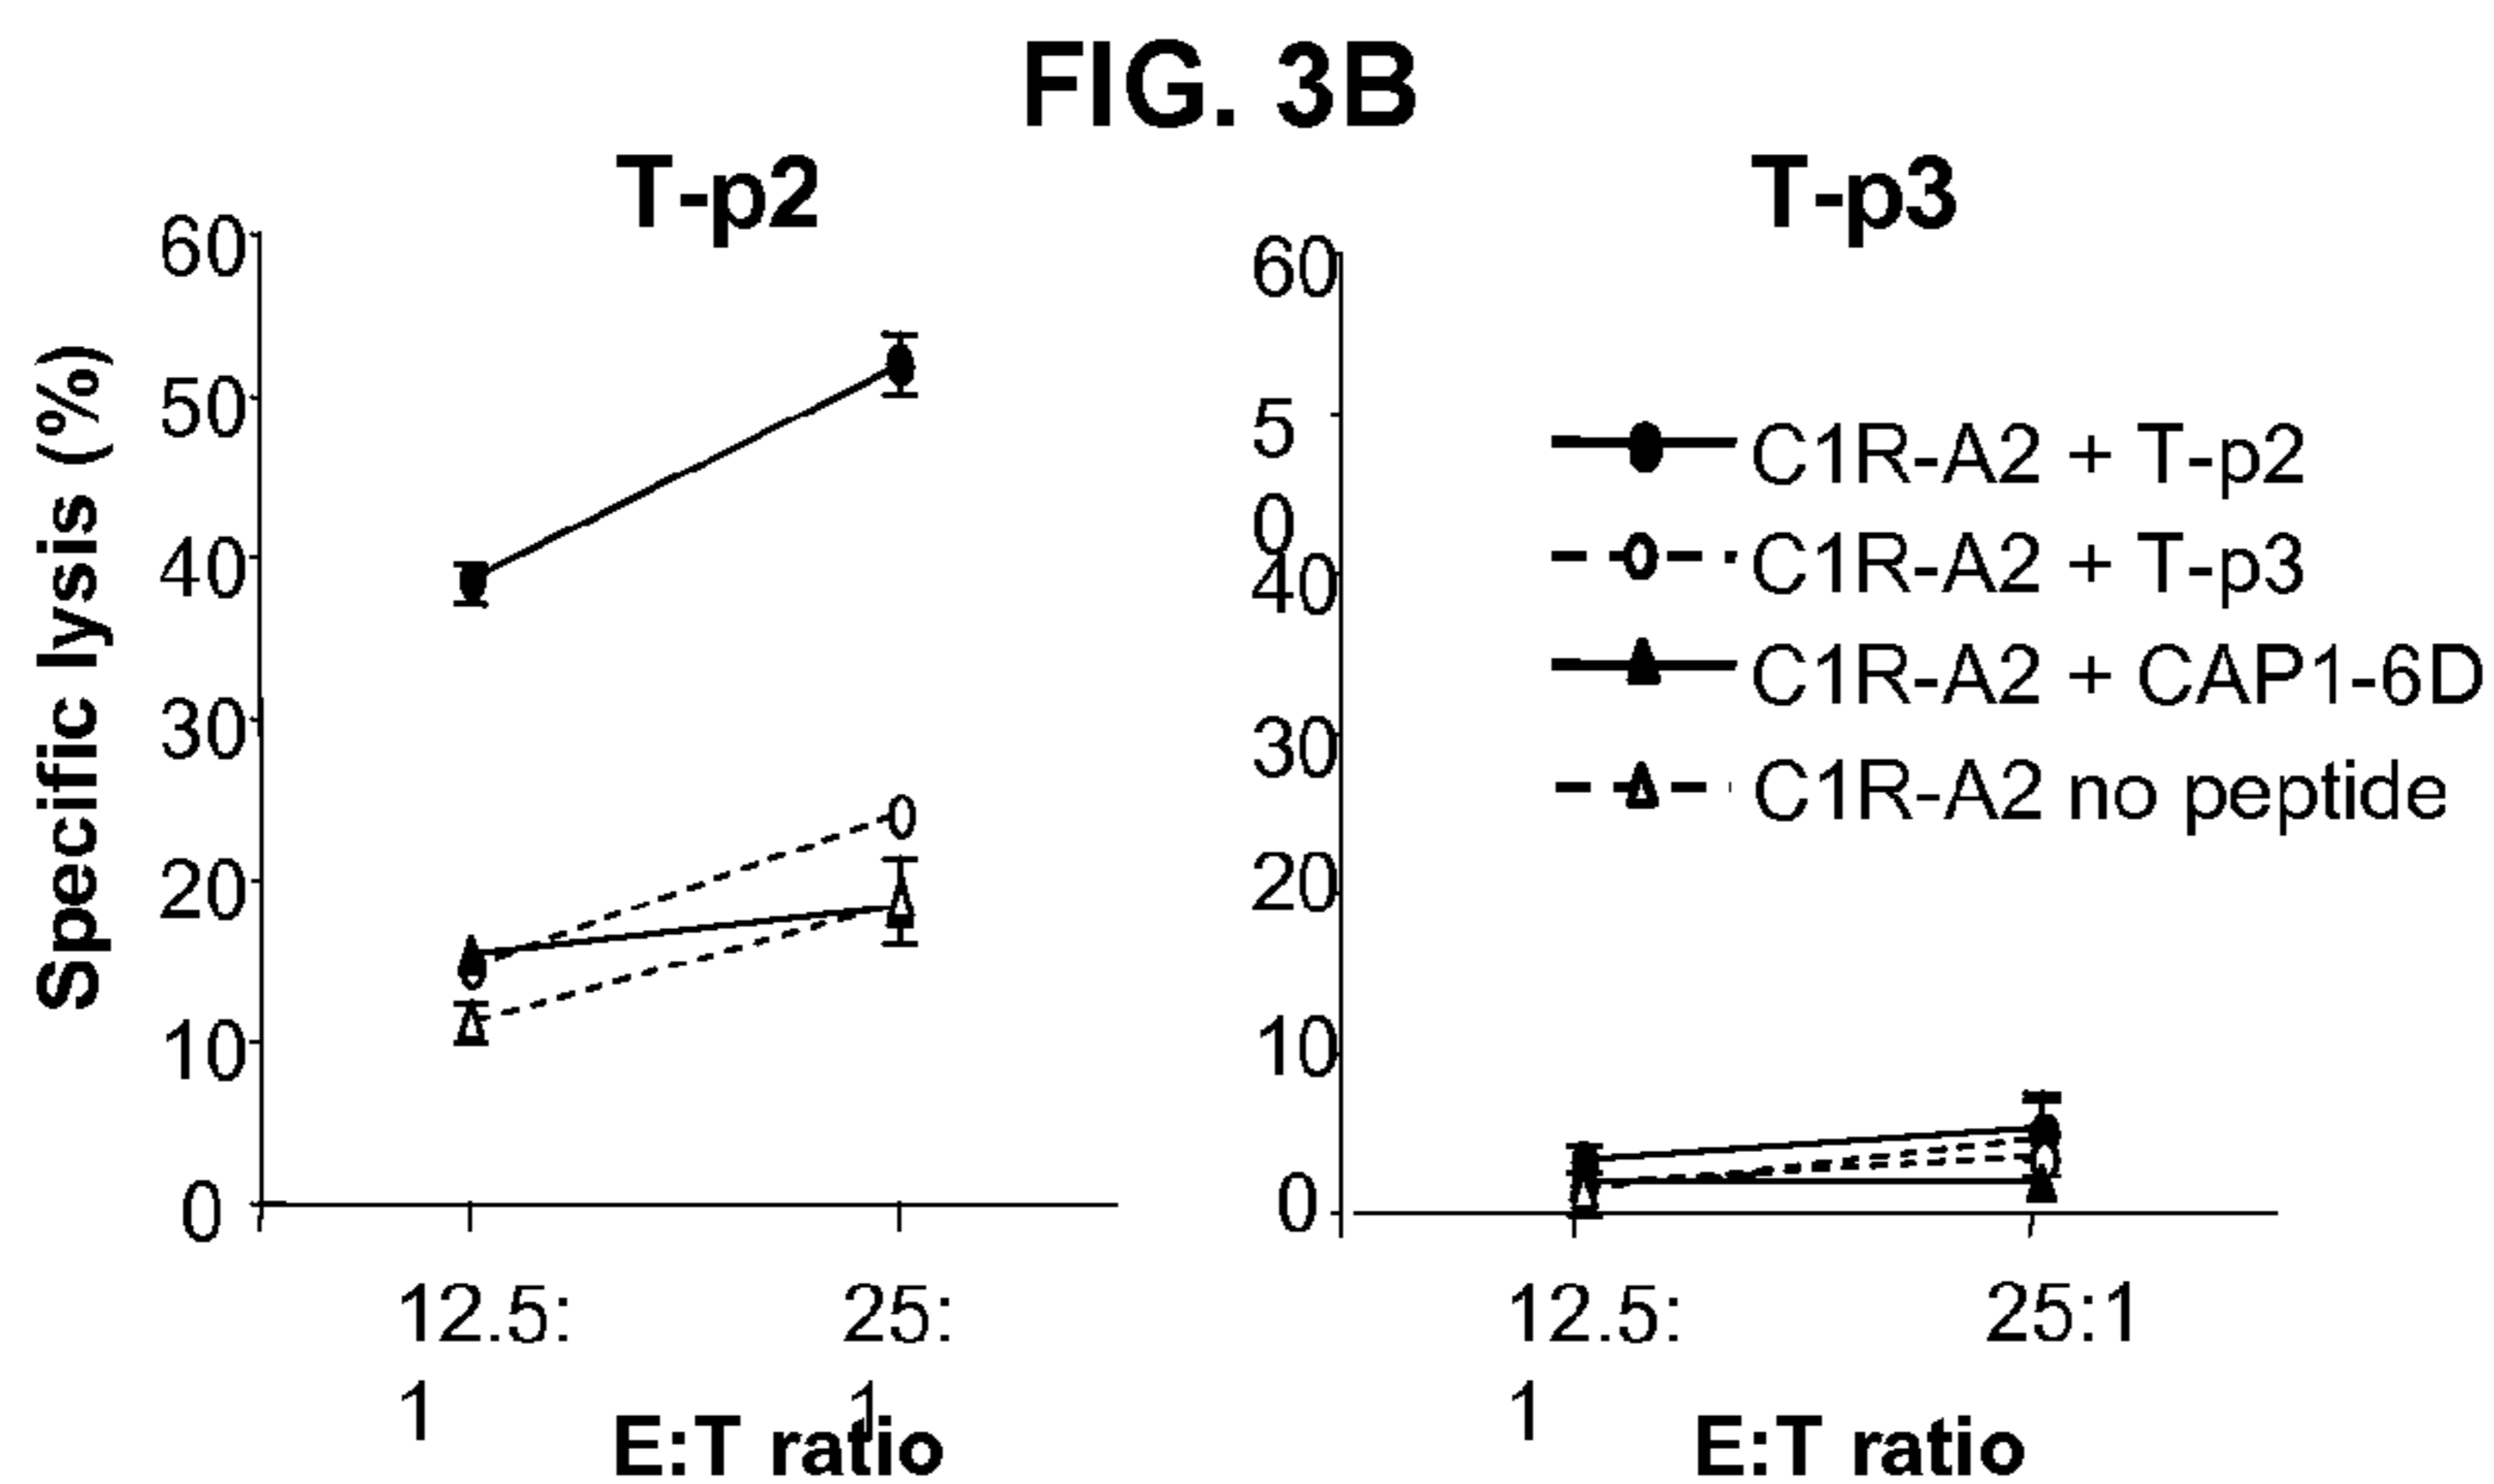 FIG. 3B
T-p2
T-p3
Specific lysis (%)
60
50
40
30
20
10
0
12.5:
1
25:
1
E:T ratio
60
5
0
40
30
20
10
0
12.5:
1
25:1
E:T ratio
C1R-A2 + T-p2
C1R-A2 + T-p3
C1R-A2 + CAP1-6D
C1R-A2 no peptide